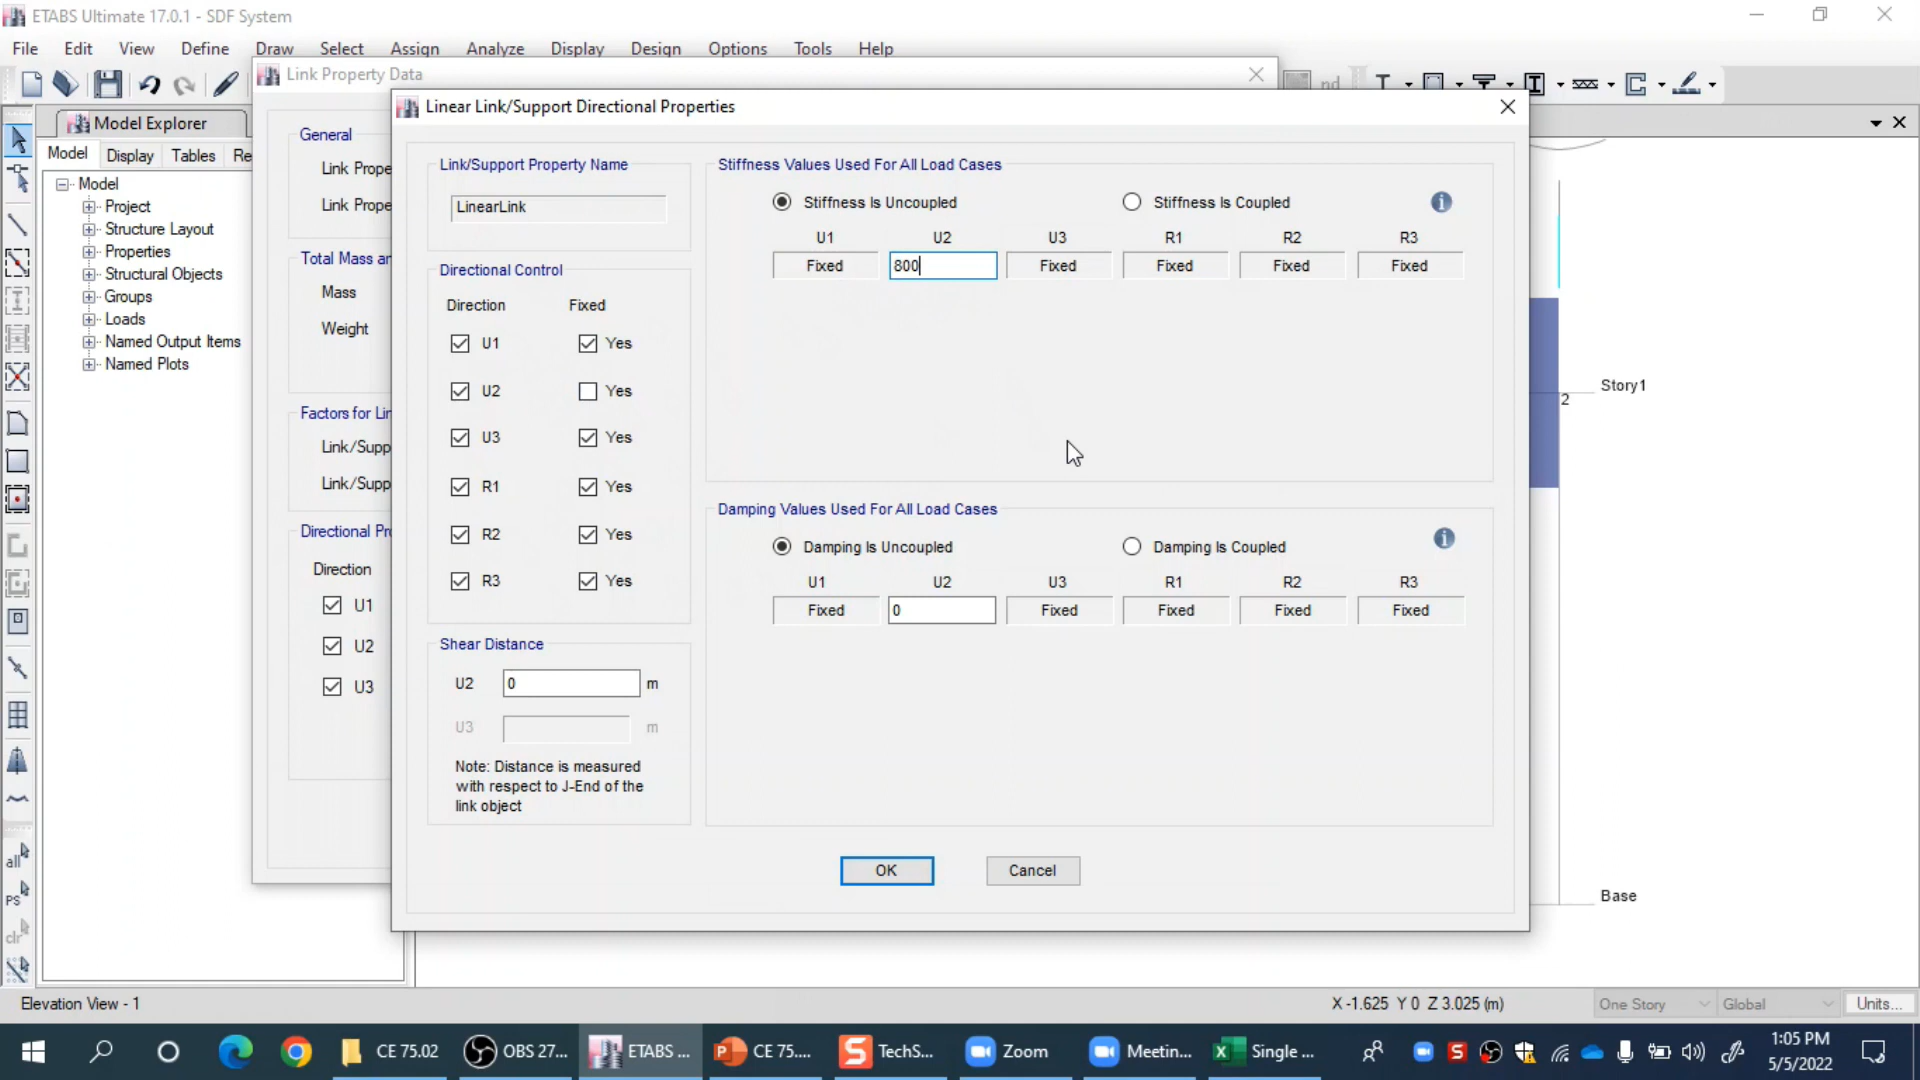 ETABS Ultimate 17.0.1 - SDF System
File Edit View Define Draw Select Assign Analyze Display Design Options Tools Help
Link Property Data
nd
Linear Link/Support Directional Properties
Model Explorer
Model Display Tables Re
Model
Project
Structure Layout
Properties
Structural Objects
Groups
Loads
Named Output Items
Named Plots
General
Link Prope
Link Prope
Total Mass an
Mass
Weight
Factors for Lin
Link/Supp
Link/Supp
Directional Pr
Direction
U1
U2
U3
Link/Support Property Name
LinearLink
Directional Control
Direction Fixed
U1 Yes
U2 Yes
U3 Yes
R1 Yes
R2 Yes
R3 Yes
Shear Distance
U2 0 m
U3 m
Note: Distance is measured
with respect to J-End of the
link object
Stiffness Values Used For All Load Cases
Stiffness Is Uncoupled Stiffness Is Coupled
U1 U2 U3 R1 R2 R3
Fixed 800 Fixed Fixed Fixed Fixed
Damping Values Used For All Load Cases
Damping Is Uncoupled Damping Is Coupled
U1 U2 U3 R1 R2 R3
Fixed 0 Fixed Fixed Fixed Fixed
OK Cancel
Story1
2
Base
all
PS
clr
Elevation View - 1
X -1.625 Y 0 Z 3.025 (m)
One Story Global Units...
CE 75.02 OBS 27... ETABS ... CE 75.... TechS... Zoom Meetin... Single ...
1:05 PM
5/5/2022